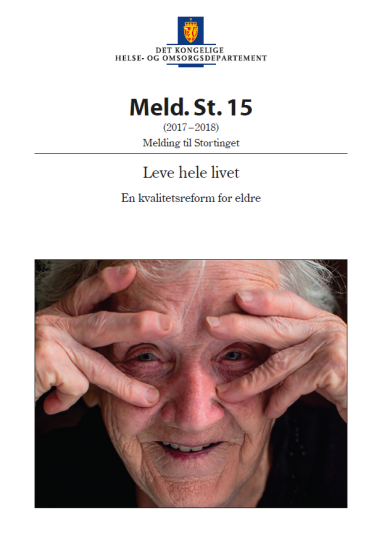 DET KONGELIGE
HELSE- OG OMSORGSDEPARTEMENT
Meld. St. 15
(2017–2018)
Melding til Stortinget
Leve hele livet
En kvalitetsreform for eldre